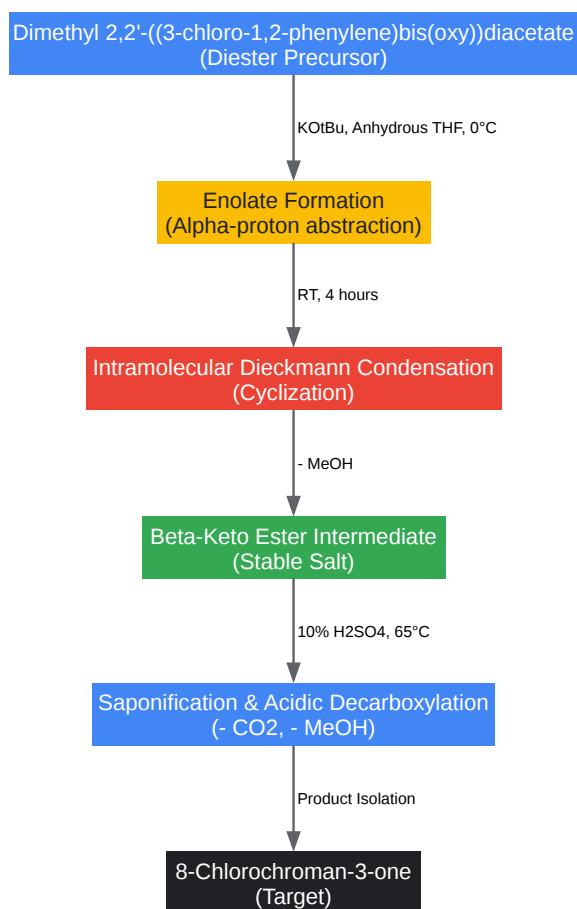 Dimethyl 2,2'-((3-chloro-1,2-phenylene)bis(oxy))diacetate
(Diester Precursor)
KOtBu, Anhydrous THF, 0°C
Enolate Formation
(Alpha-proton abstraction)
RT, 4 hours
Intramolecular Dieckmann Condensation
(Cyclization)
- MeOH
Beta-Keto Ester Intermediate
(Stable Salt)
10% H2SO4, 65°C
Saponification & Acidic Decarboxylation
(- CO2, - MeOH)
Product Isolation
8-Chlorochroman-3-one
(Target)